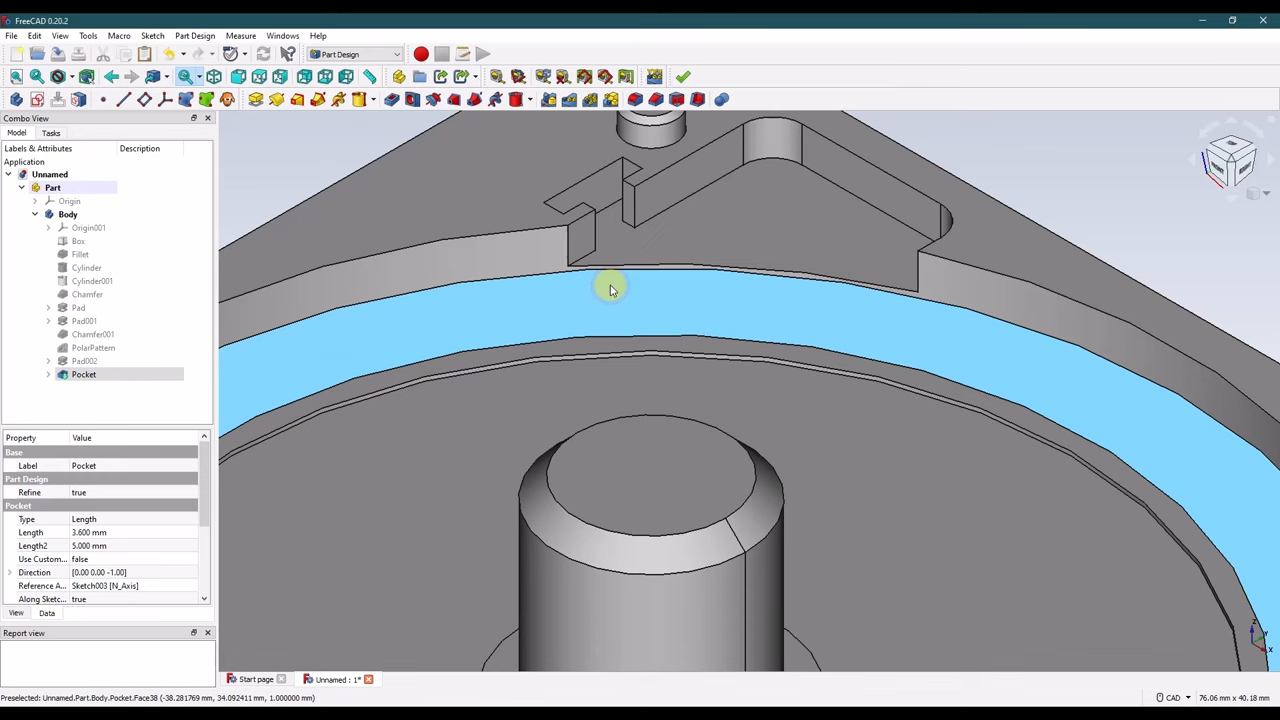 FreeCAD 0.20.2
File Edit View Tools Macro Sketch Part Design Measure Windows Help
Part Design
Combo View
Model Tasks
Labels & Attributes Description
Application
Unnamed
Part
Origin
Body
Origin001
Box
Fillet
Cylinder
Cylinder001
Chamfer
Pad
Pad001
Chamfer001
PolarPattern
Pad002
Pocket
Property Value
Base
Label Pocket
Part Design
Refine true
Pocket
Type Length
Length 3.600 mm
Length2 5.000 mm
Use Custom... false
Direction [0.00 0.00 -1.00]
Reference A... Sketch003 [N_Axis]
Along Sketc... true
View Data
Report view
Start page Unnamed : 1*
Preselected: Unnamed.Part.Body.Pocket.Face38 (-38.281769 mm, 34.092411 mm, 1.000000 mm) CAD 76.06 mm x 40.18 mm